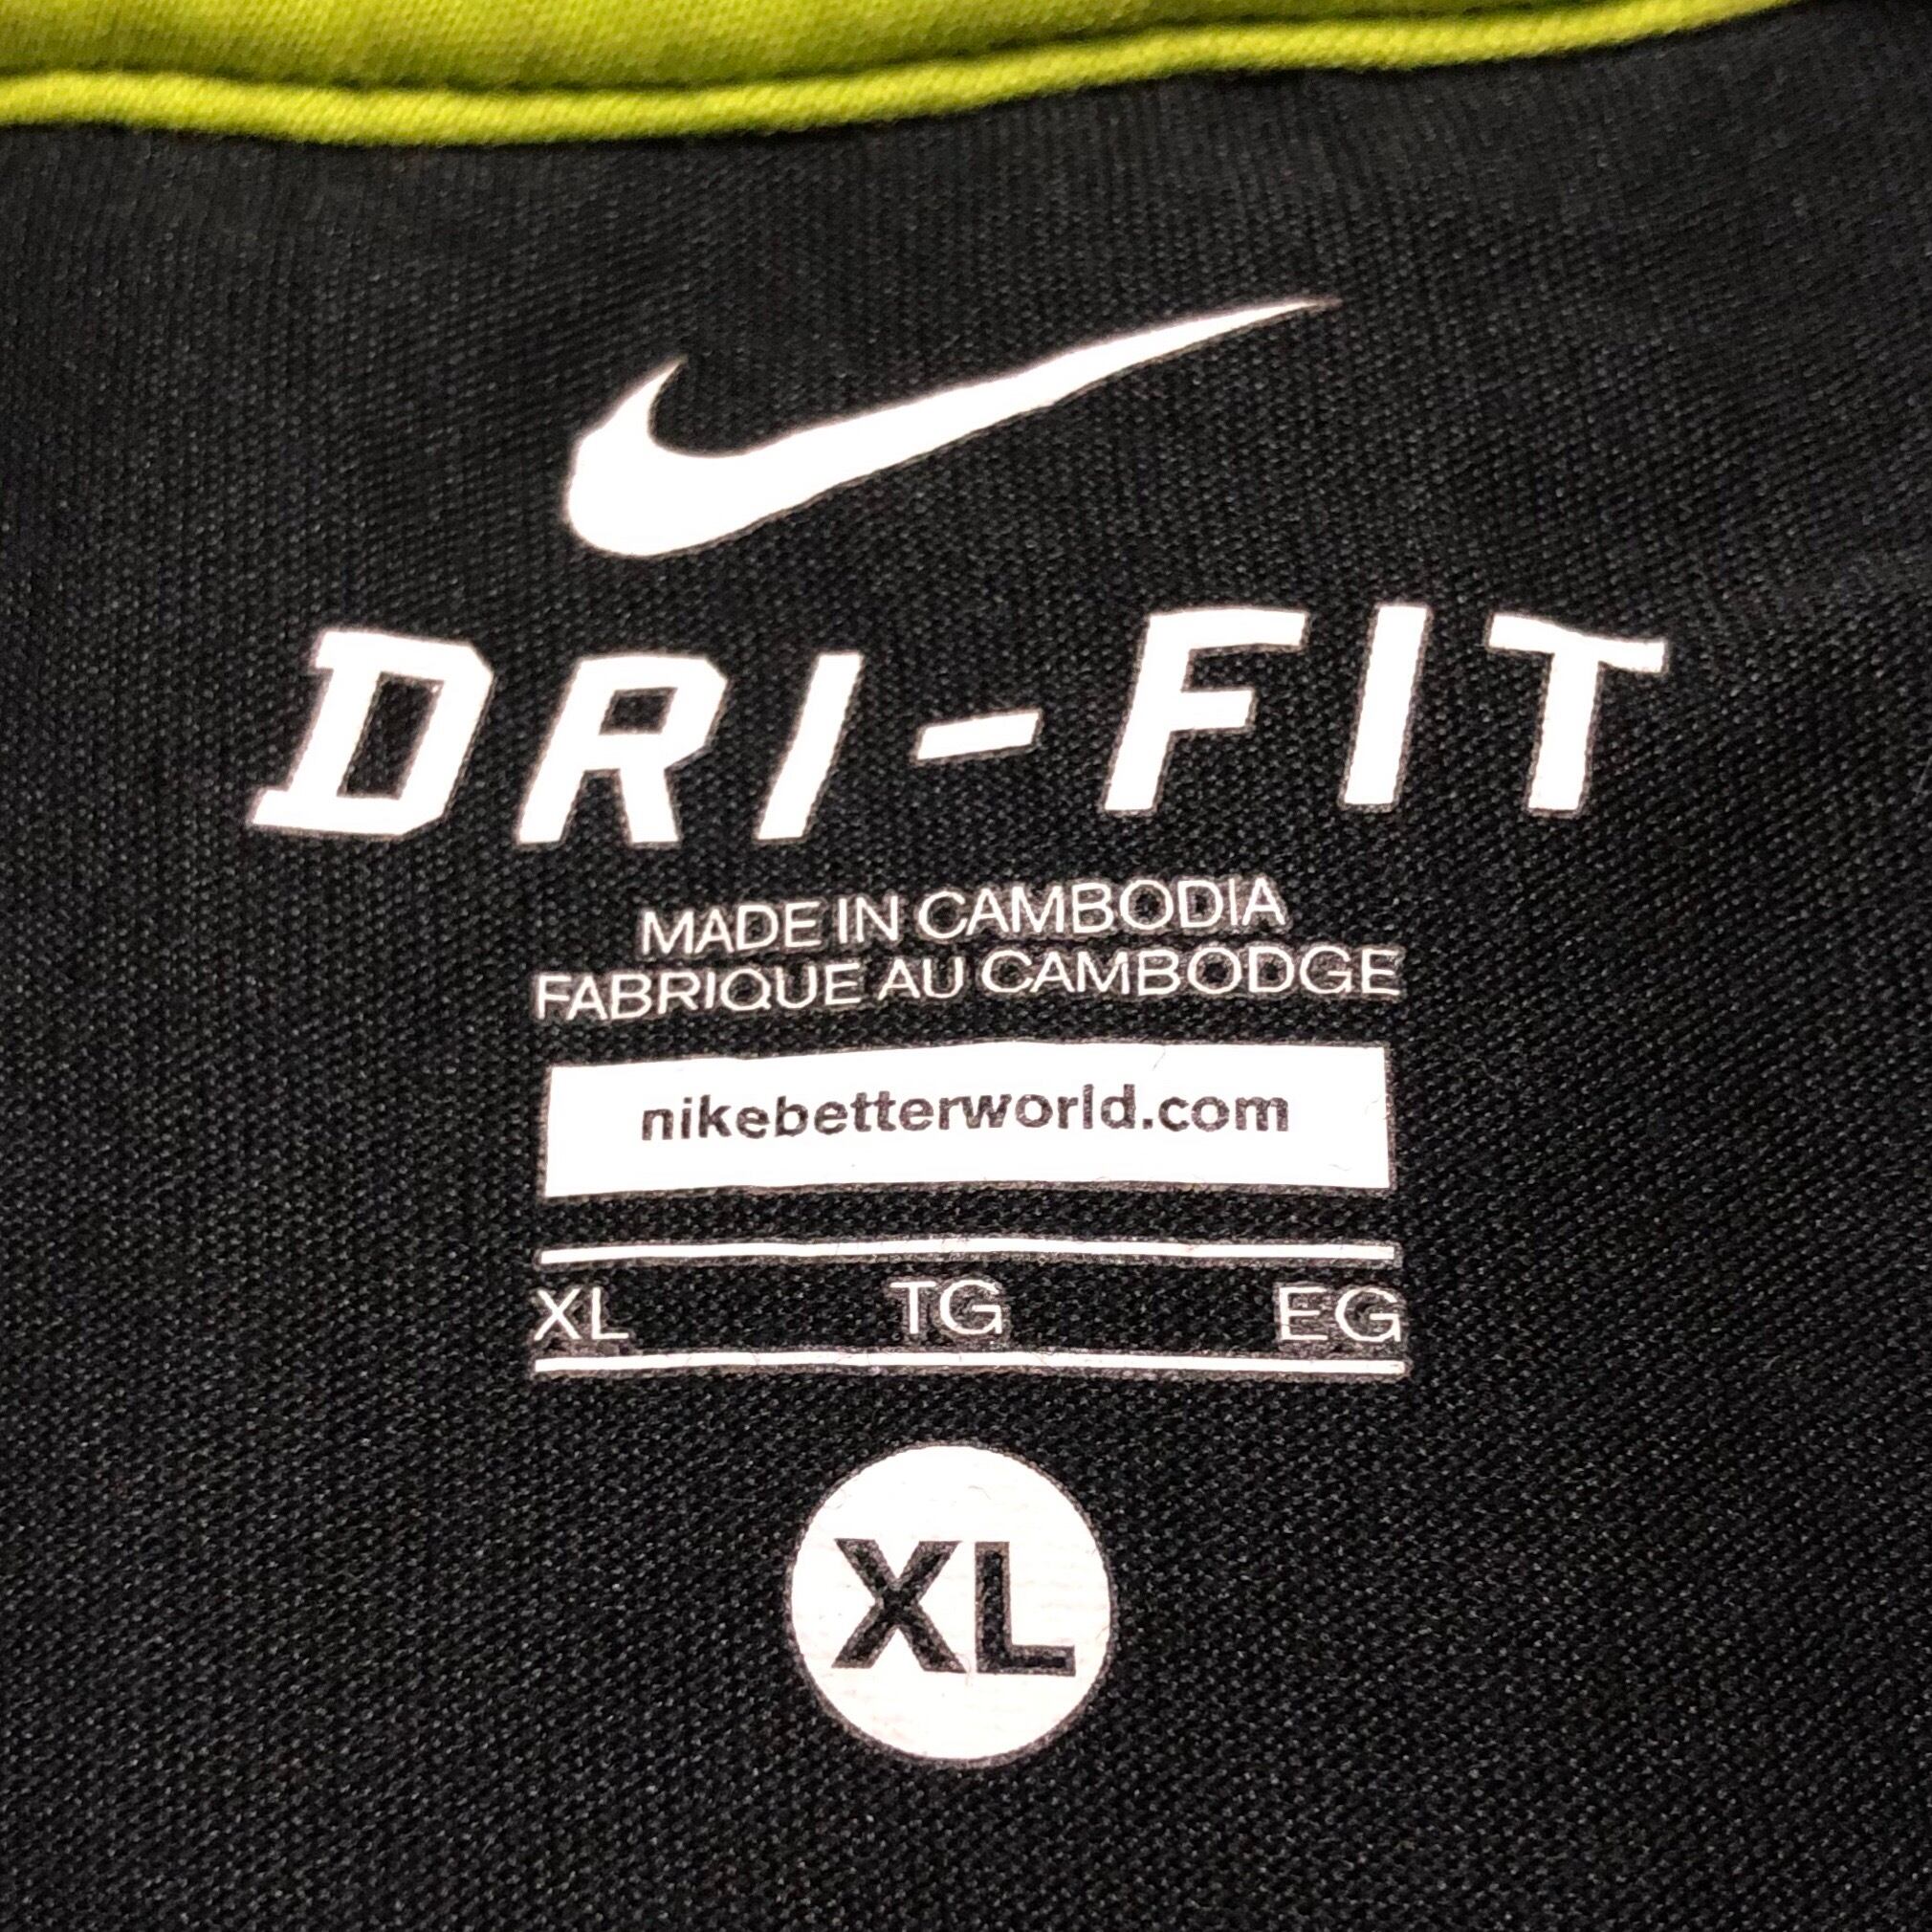 DRI-FIT
MADE IN CAMBODIA
FABRIQUE AU CAMBODGE
nikebetterworld.com
XL TG EG
XL